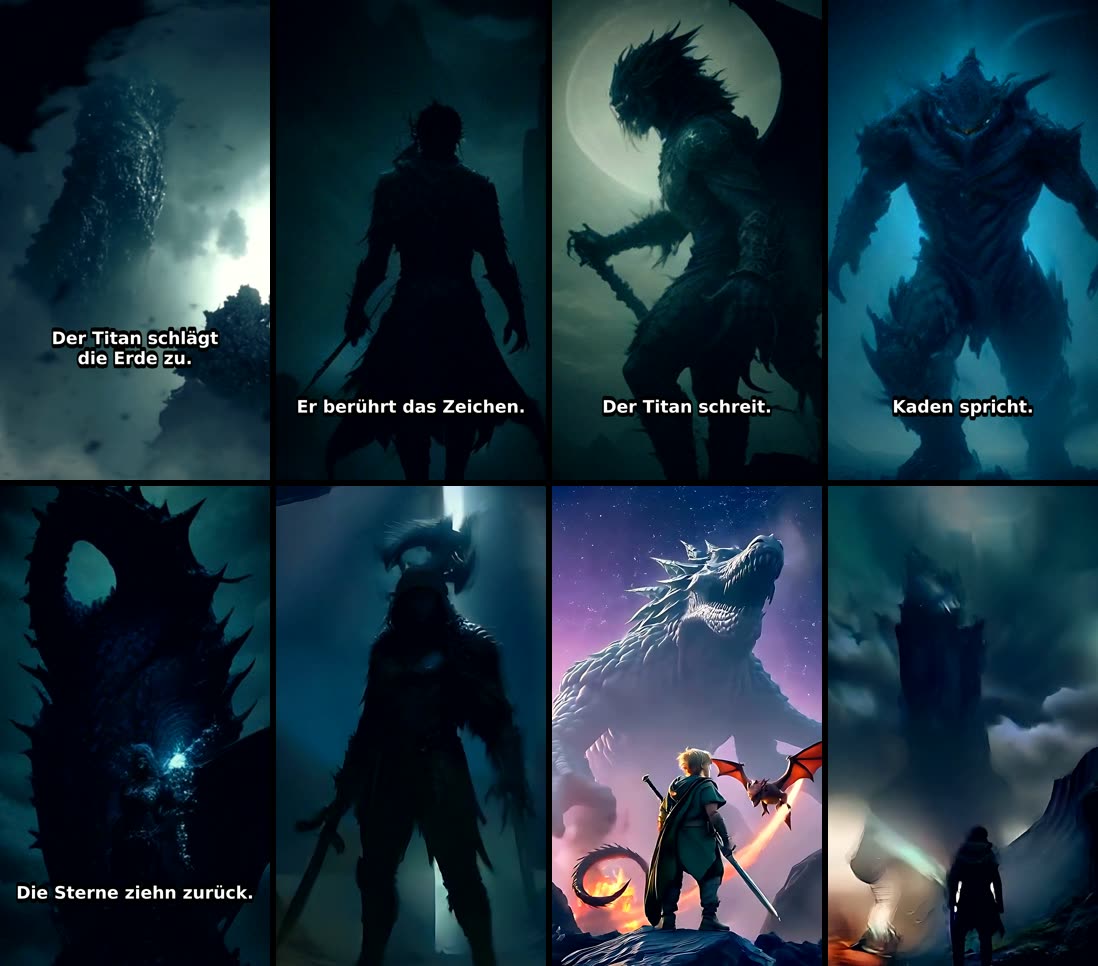 Der Titan schlägt
die Erde zu.
Er berührt das Zeichen.
Der Titan schreit.
Kaden spricht.
Die Sterne ziehn zurück.